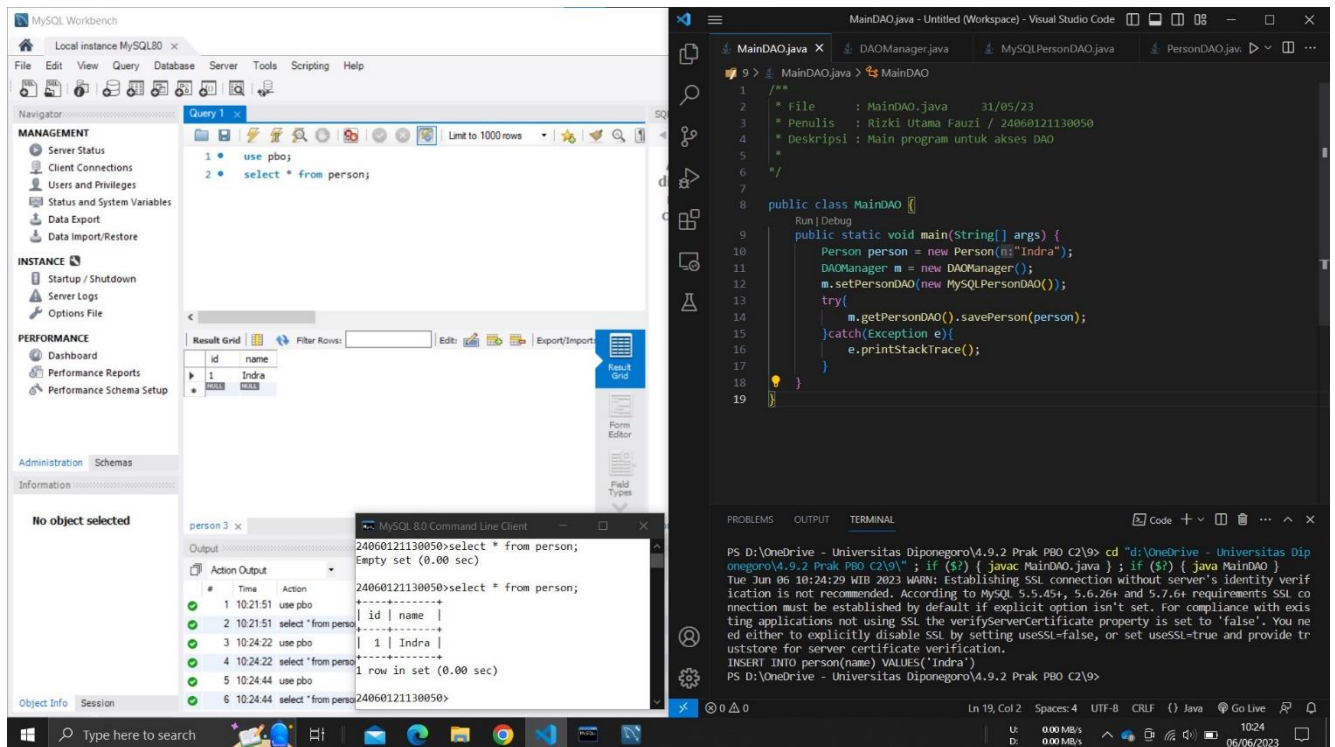 MySQL Workbench
Local instance MySQL80
File Edit View Query Database Server Tools Scripting Help
Navigator
MANAGEMENT
Server Status
Client Connections
Users and Privileges
Status and System Variables
Data Export
Data Import/Restore
INSTANCE
Startup / Shutdown
Server Logs
Options File
PERFORMANCE
Dashboard
Performance Reports
Performance Schema Setup
Administration Schemas
Information
No object selected
Object Info Session
Query 1
Limit to 1000 rows
1 use pbo;
2 select * from person;
Result Grid Filter Rows: Edit: Export/Import:
id name
1 Indra
NULL NULL
Result Grid
Form Editor
Field Types
person 3
Output
Action Output
# Time Action
1 10:21:51 use pbo
2 10:21:51 select * from perso
3 10:24:22 use pbo
4 10:24:22 select * from perso
5 10:24:44 use pbo
6 10:24:44 select * from perso
MySQL 8.0 Command Line Client
24060121130050>select * from person;
Empty set (0.00 sec)
24060121130050>select * from person;
+----+-------+
| id | name |
+----+-------+
| 1 | Indra |
+----+-------+
1 row in set (0.00 sec)
24060121130050>
MainDAO.java - Untitled (Workspace) - Visual Studio Code
MainDAO.java DAOManager.java MySQLPersonDAO.java PersonDAO.jav
9 > MainDAO.java > MainDAO
1 /**
2 * File : MainDAO.java 31/05/23
3 * Penulis : Rizki Utama Fauzi / 24060121130050
4 * Deskripsi : Main program untuk akses DAO
5 *
6 */
7
8 public class MainDAO {
Run | Debug
9 public static void main(String[] args) {
10 Person person = new Person(n:"Indra");
11 DAOManager m = new DAOManager();
12 m.setPersonDAO(new MySQLPersonDAO());
13 try{
14 m.getPersonDAO().savePerson(person);
15 }catch(Exception e){
16 e.printStackTrace();
17 }
18 }
19 }
PROBLEMS OUTPUT TERMINAL
Code
PS D:\OneDrive - Universitas Diponegoro\4.9.2 Prak PBO C2\9> cd "d:\OneDrive - Universitas Dip
onegoro\4.9.2 Prak PBO C2\9\" ; if ($?) { javac MainDAO.java } ; if ($?) { java MainDAO }
Tue Jun 06 10:24:29 WIB 2023 WARN: Establishing SSL connection without server's identity verif
ication is not recommended. According to MySQL 5.5.45+, 5.6.26+ and 5.7.6+ requirements SSL co
nnection must be established by default if explicit option isn't set. For compliance with exis
ting applications not using SSL the verifyServerCertificate property is set to 'false'. You ne
ed either to explicitly disable SSL by setting useSSL=false, or set useSSL=true and provide tr
uststore for server certificate verification.
INSERT INTO person(name) VALUES('Indra')
PS D:\OneDrive - Universitas Diponegoro\4.9.2 Prak PBO C2\9>
0 0 Ln 19, Col 2 Spaces: 4 UTF-8 CRLF {} Java Go Live
Type here to search
U: 0.00 MB/s
D: 0.00 MB/s
10:24
06/06/2023